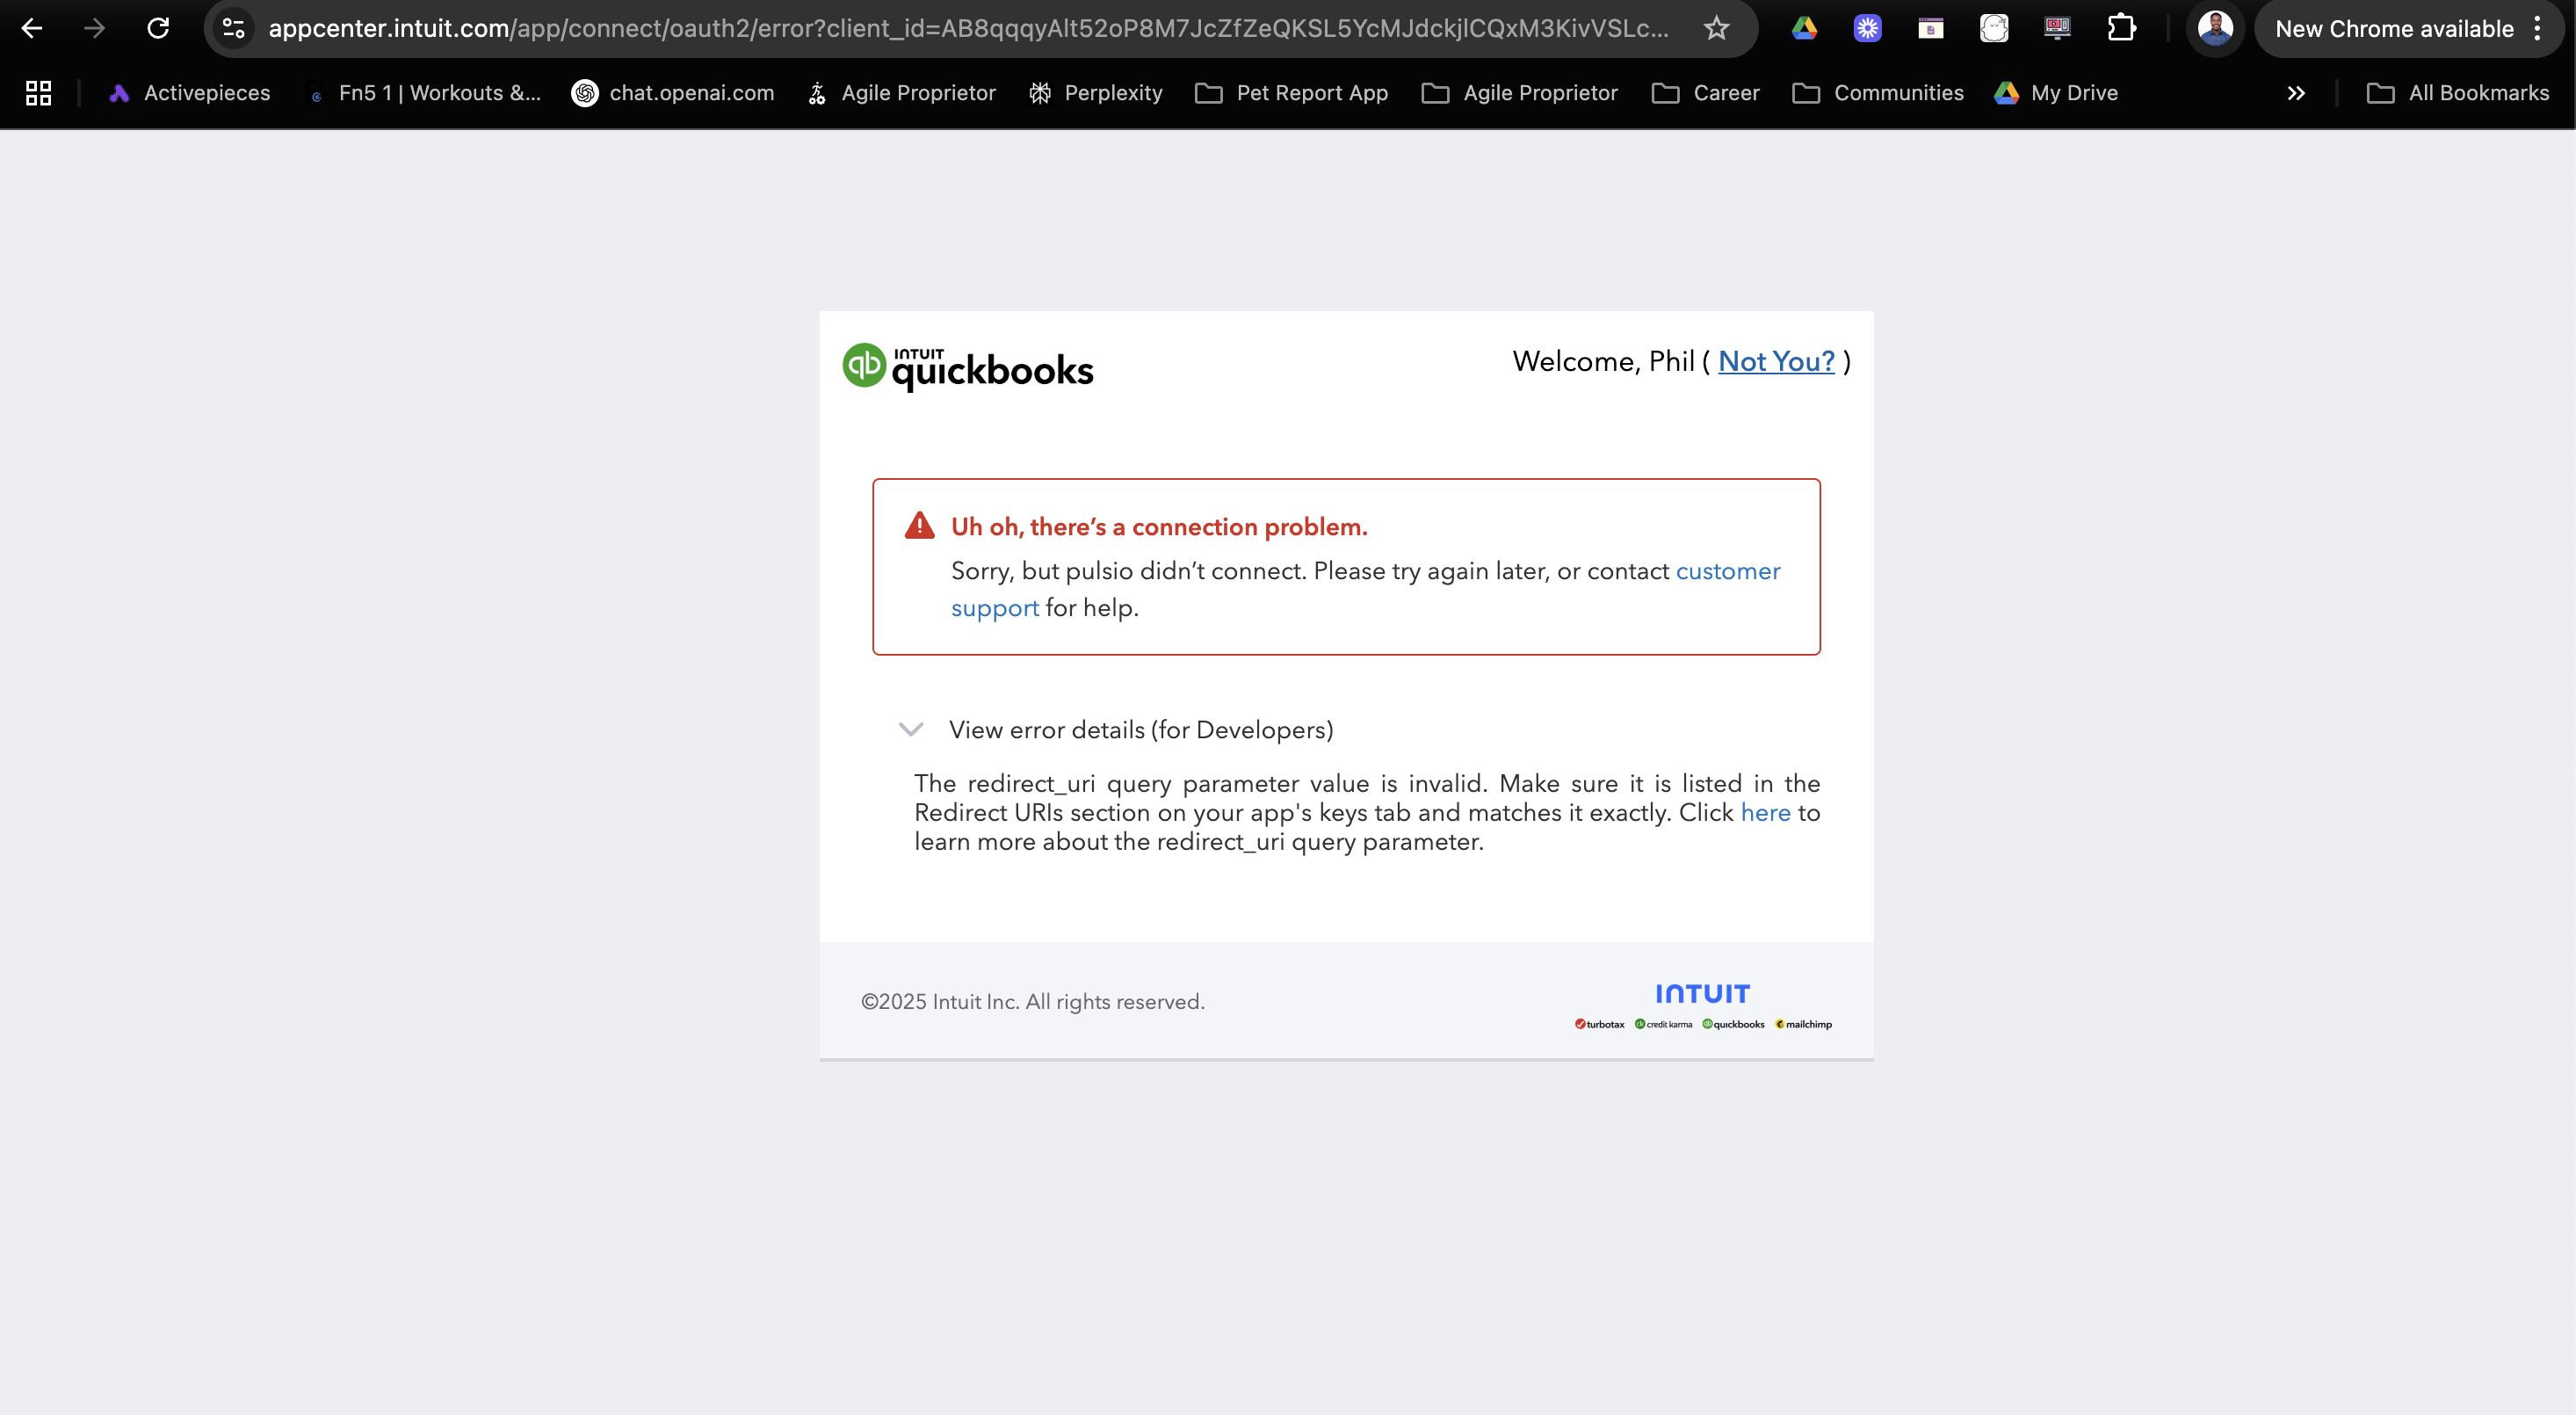 appcenter.intuit.com/app/connect/oauth2/error?client_id=AB8qqqyAlt52oP8M7JcZfZeQKSL5YcMJdckjlCQxM3KivVSLc...
New Chrome available
Activepieces
Fn5 1 | Workouts &...
chat.openai.com
Agile Proprietor
Perplexity
Pet Report App
Agile Proprietor
Career
Communities
My Drive
All Bookmarks
INTUIT
quickbooks
Welcome, Phil ( Not You? )
Uh oh, there’s a connection problem.
Sorry, but pulsio didn’t connect. Please try again later, or contact customer
support for help.
View error details (for Developers)
The redirect_uri query parameter value is invalid. Make sure it is listed in the
Redirect URIs section on your app's keys tab and matches it exactly. Click here to
learn more about the redirect_uri query parameter.
©2025 Intuit Inc. All rights reserved.
INTUIT
turbotax creditkarma quickbooks mailchimp